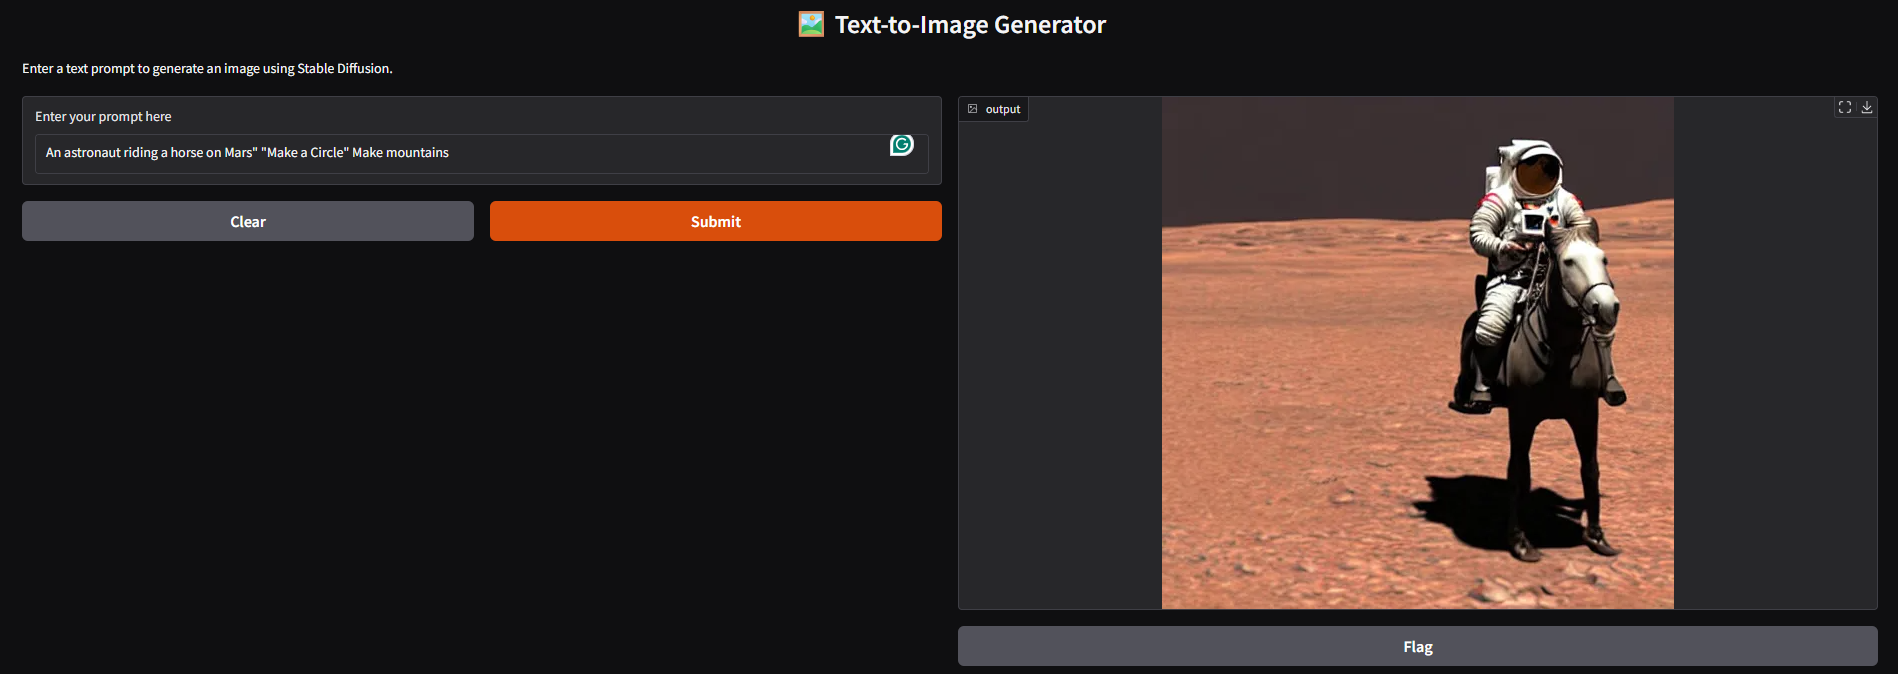 Text-to-Image Generator
Enter a text prompt to generate an image using Stable Diffusion.
Enter your prompt here
An astronaut riding a horse on Mars" "Make a Circle" Make mountains
Clear
Submit
output
Flag